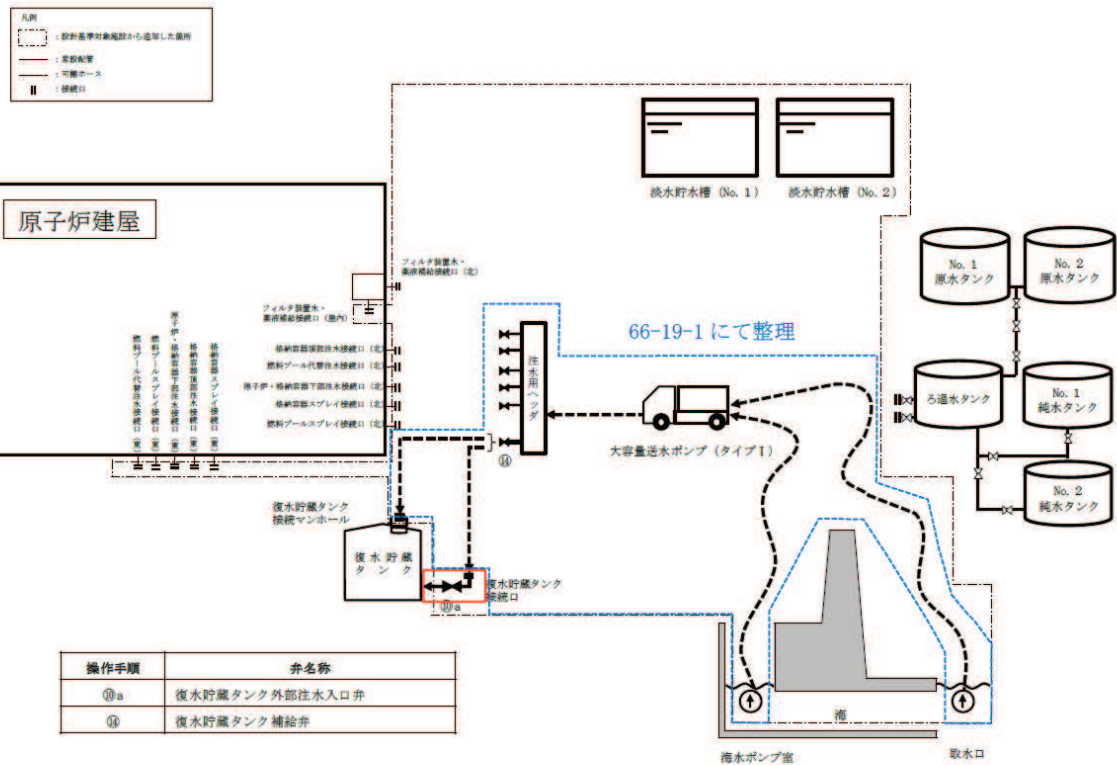 凡例
：設計基準対象施設から追加した箇所
：常設配管
：可搬ホース
：接続口
淡水貯水槽（No. 1）
淡水貯水槽（No. 2）
原子炉建屋
No. 1
原水タンク
No. 2
原水タンク
フィルタ装置水・
薬液補給接続口（北）
フィルタ装置水・
薬液補給接続口（屋内）
66-19-1 にて整理
格納容器頂部注水接続口（北）
燃料プール代替注水接続口（北）
原子炉・格納容器下部注水接続口（北）
格納容器スプレイ接続口（北）
燃料プールスプレイ接続口（北）
燃料プール代替注水接続口（東）
燃料プールスプレイ接続口（東）
原子炉・格納容器下部注水接続口（東）
格納容器頂部注水接続口（東）
格納容器スプレイ接続口（東）
注水用ヘッダ
大容量送水ポンプ（タイプⅠ）
ろ過水タンク
No. 1
純水タンク
No. 2
純水タンク
⑭
復水貯蔵タンク
接続マンホール
復水貯蔵
タンク
復水貯蔵タンク
接続口
⑩a
海
海水ポンプ室
取水口
操作手順
弁名称
⑩a
復水貯蔵タンク外部注水入口弁
⑭
復水貯蔵タンク補給弁